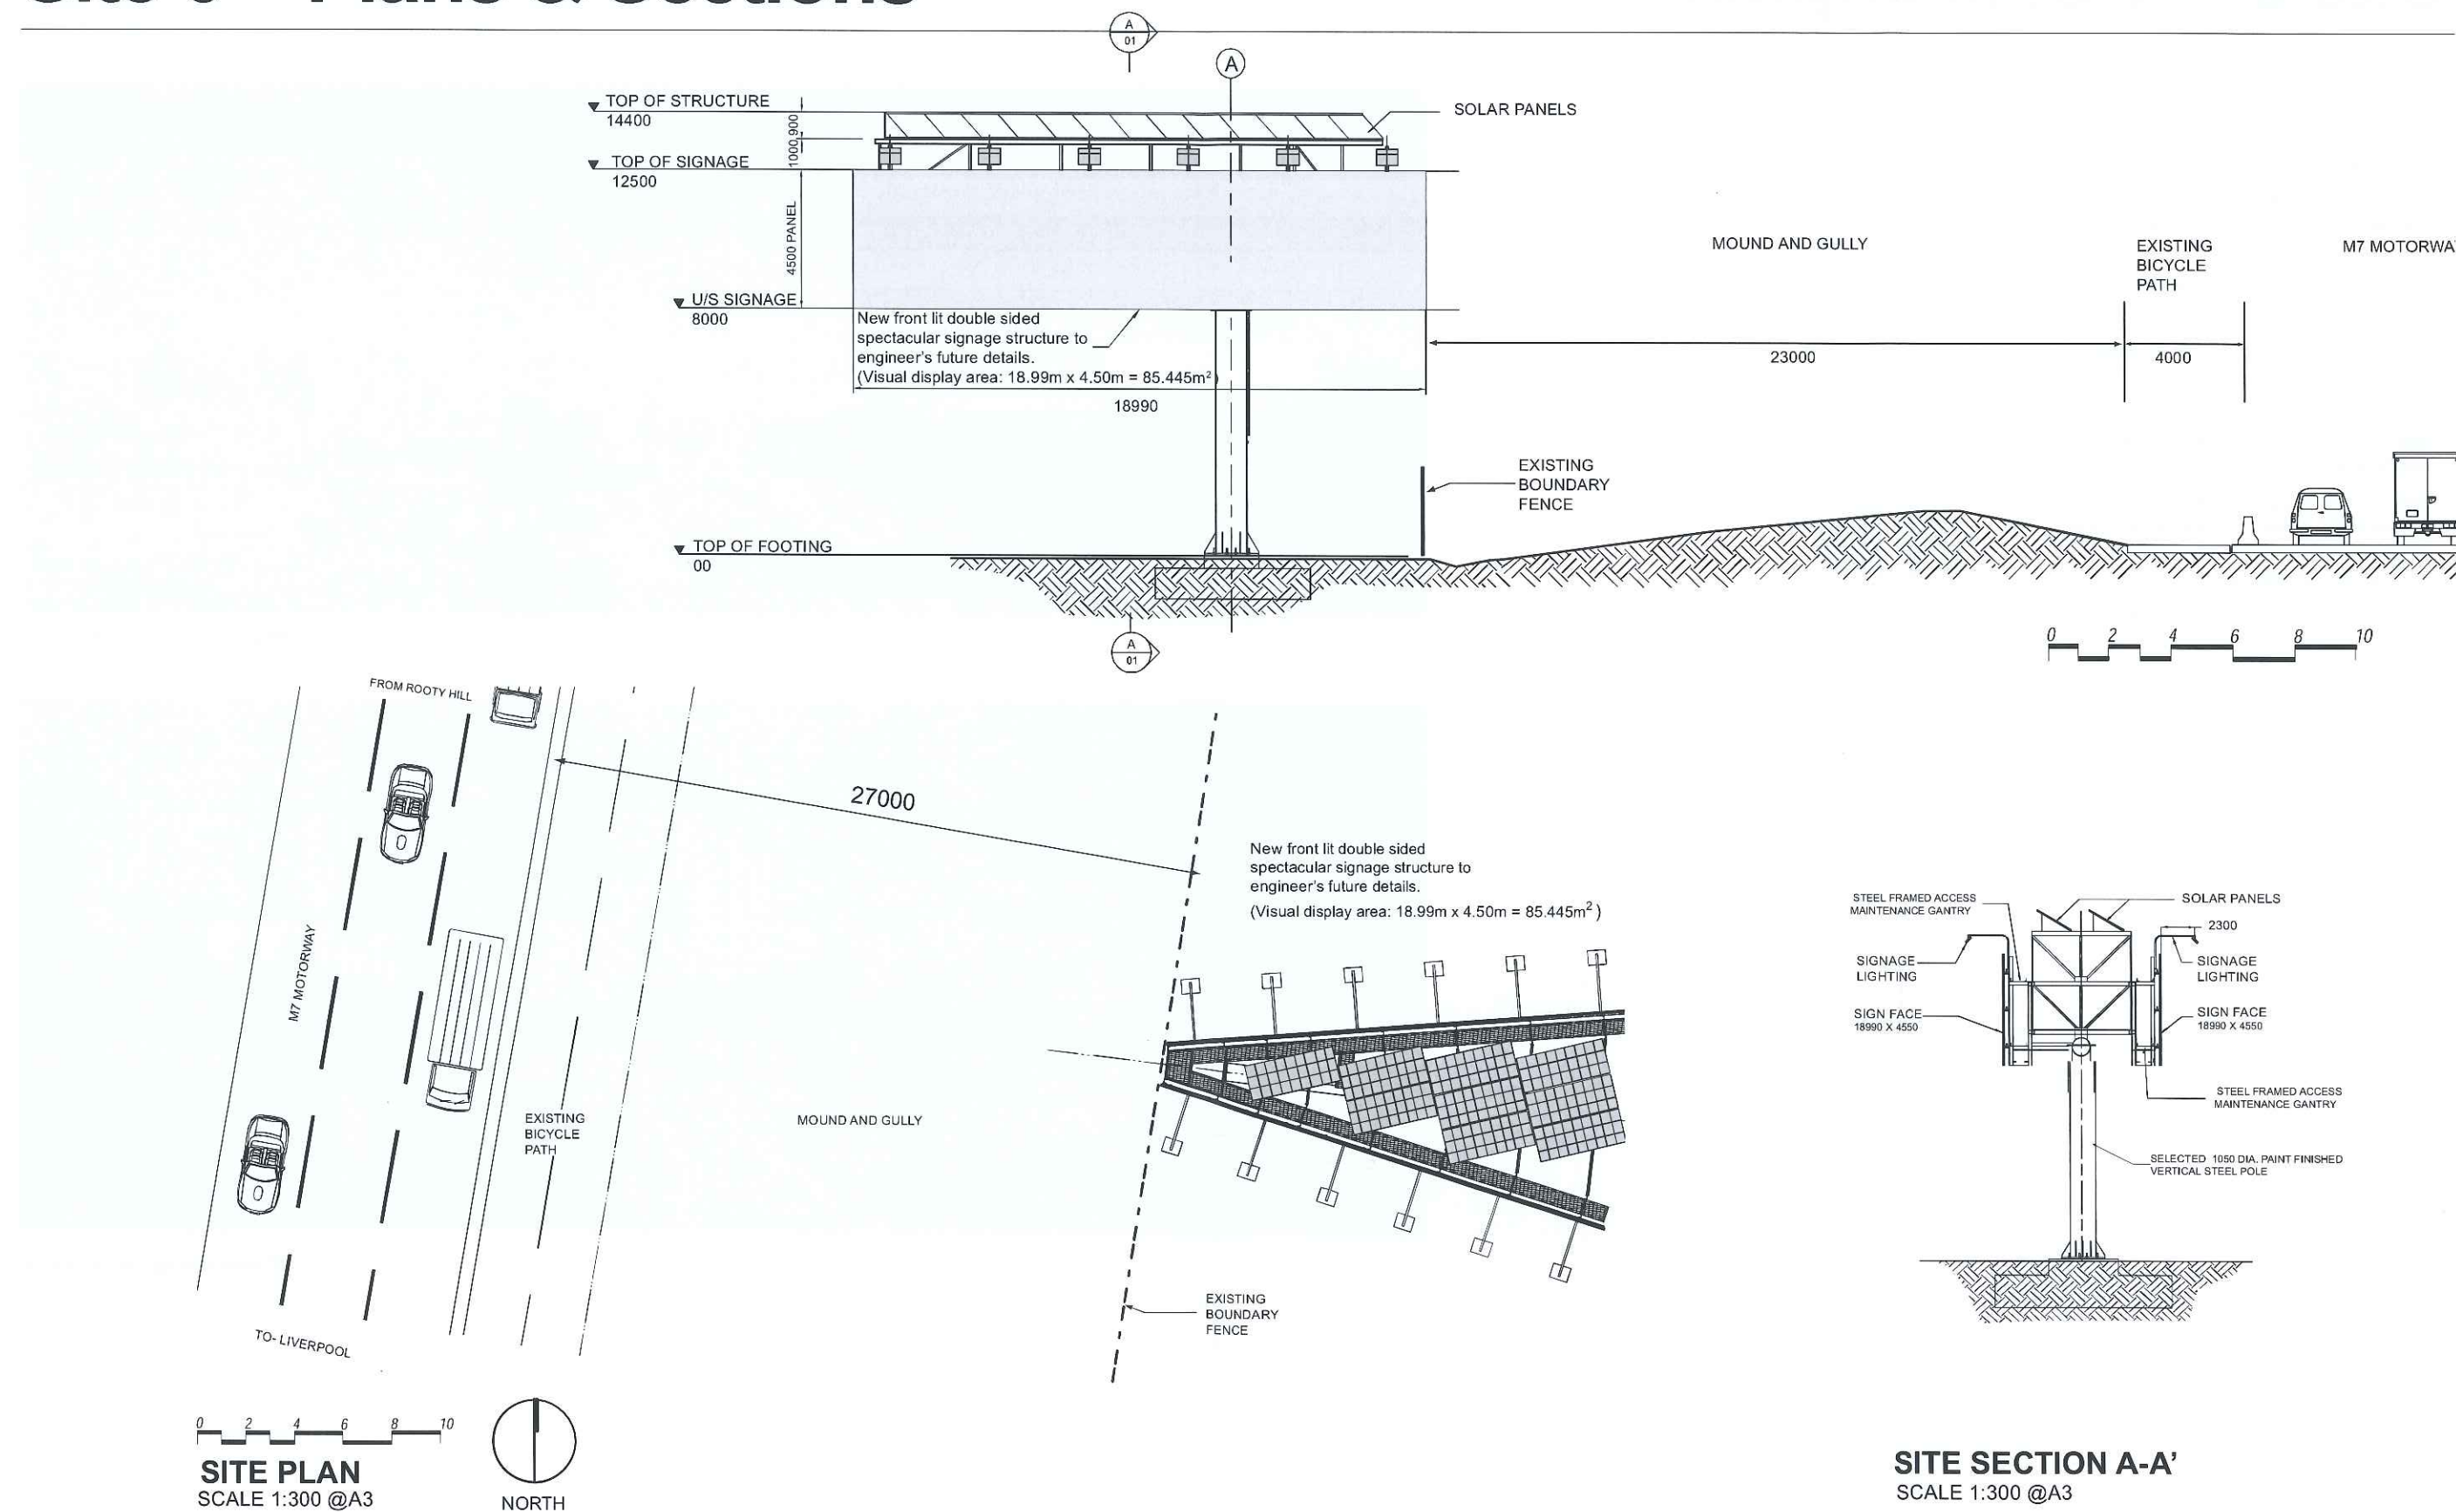 A
01
A
TOP OF STRUCTURE
14400
900
1000
SOLAR PANELS
TOP OF SIGNAGE
12500
4500 PANEL
U/S SIGNAGE
8000
New front lit double sided
spectacular signage structure to
engineer's future details.
(Visual display area: 18.99m x 4.50m = 85.445m²)
18990
MOUND AND GULLY
EXISTING
BICYCLE
PATH
M7 MOTORWA
23000
4000
EXISTING
BOUNDARY
FENCE
TOP OF FOOTING
00
A
01
0 2 4 6 8 10
FROM ROOTY HILL
27000
M7 MOTORWAY
EXISTING
BICYCLE
PATH
MOUND AND GULLY
New front lit double sided
spectacular signage structure to
engineer's future details.
(Visual display area: 18.99m x 4.50m = 85.445m² )
EXISTING
BOUNDARY
FENCE
TO- LIVERPOOL
0 2 4 6 8 10
SITE PLAN
SCALE 1:300 @A3
NORTH
STEEL FRAMED ACCESS
MAINTENANCE GANTRY
SOLAR PANELS
2300
SIGNAGE
LIGHTING
SIGNAGE
LIGHTING
SIGN FACE
18990 X 4550
SIGN FACE
18990 X 4550
STEEL FRAMED ACCESS
MAINTENANCE GANTRY
SELECTED 1050 DIA. PAINT FINISHED
VERTICAL STEEL POLE
SITE SECTION A-A'
SCALE 1:300 @A3